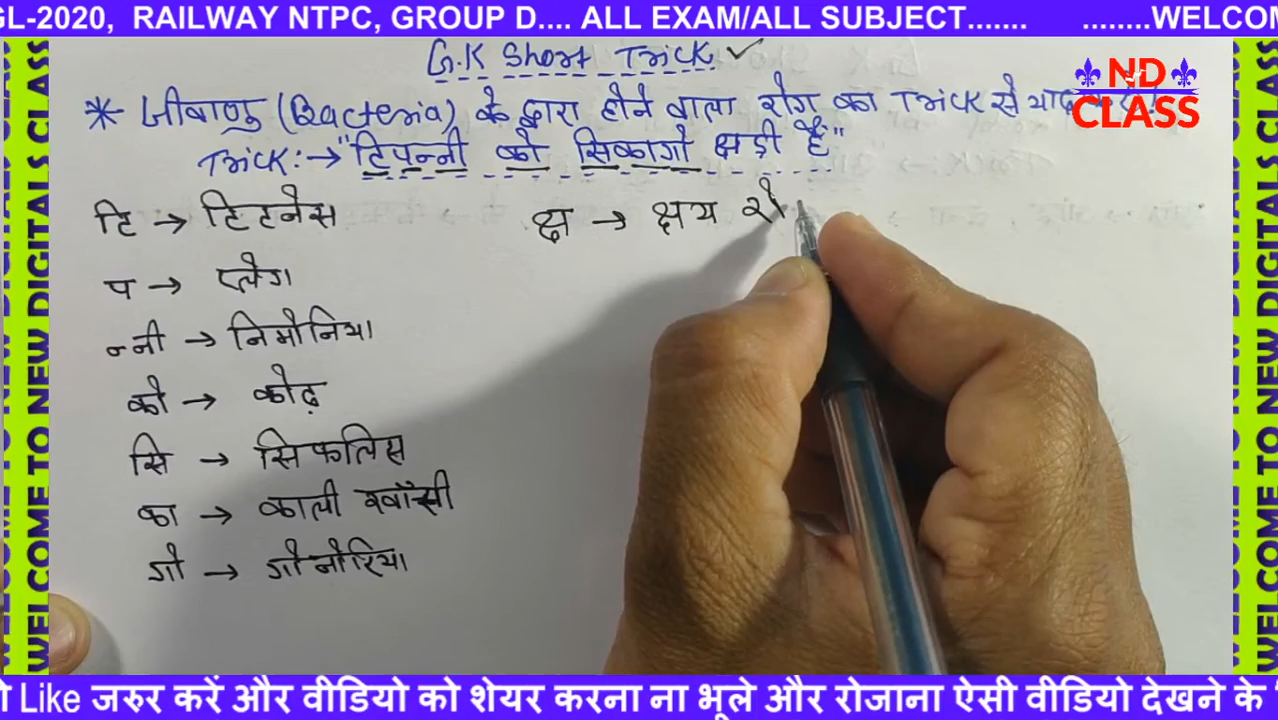 GL-2020, RAILWAY NTPC, GROUP D.... ALL EXAM/ALL SUBJECT....... ........WELCOM
G.K Short Trick ✓
ND
CLASS
* जीवाणु (Bacteria) के द्वारा होने वाला रोग का Trick से याद
Trick:→ "टिपन्नी को सिकागो क्षड़ी है"
टि → टिटनेस
क्ष → क्षय रो
प → प्लेग
न्नी → निमोनिया
को → कोढ़
सि → सिफलिस
का → काली खाँसी
गो → गोनोरिया
WELCOME TO NEW DIGITALS CLASS
WELCOME TO NEW DIGITALS CLASS
Like जरुर करें और वीडियो को शेयर करना ना भूले और रोजाना ऐसी वीडियो देखने के